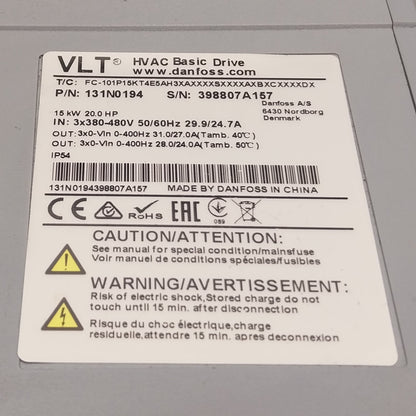 VLT® HVAC Basic Drive
www.danfoss.com
T/C: FC-101P15KT4E5AH3XAXXXXSXXXXAXBXCXXXXDX
P/N: 131N0194 S/N: 398807A157
15 kW 20.0 HP
Danfoss A/S
6430 Nordborg
Denmark
IN: 3x380-480V 50/60Hz 29.9/24.7A
OUT: 3x0-Vin 0-400Hz 31.0/27.0A(Tamb. 40°C)
OUT: 3x0-Vin 0-400Hz 28.0/24.0A(Tamb. 50°C)
IP54
131N0194398807A157 MADE BY DANFOSS IN CHINA
CE RoHS EAC 089
CAUTION/ATTENTION:
See manual for special condition/mainsfuse
Voir manuel de conditions spéciales/fusibles
WARNING/AVERTISSEMENT:
Risk of electric shock,Stored charge do not
touch until 15 min. after disconnection
Risque du choc électrique,charge
residuelle,attendre 15 min. apres deconnexion